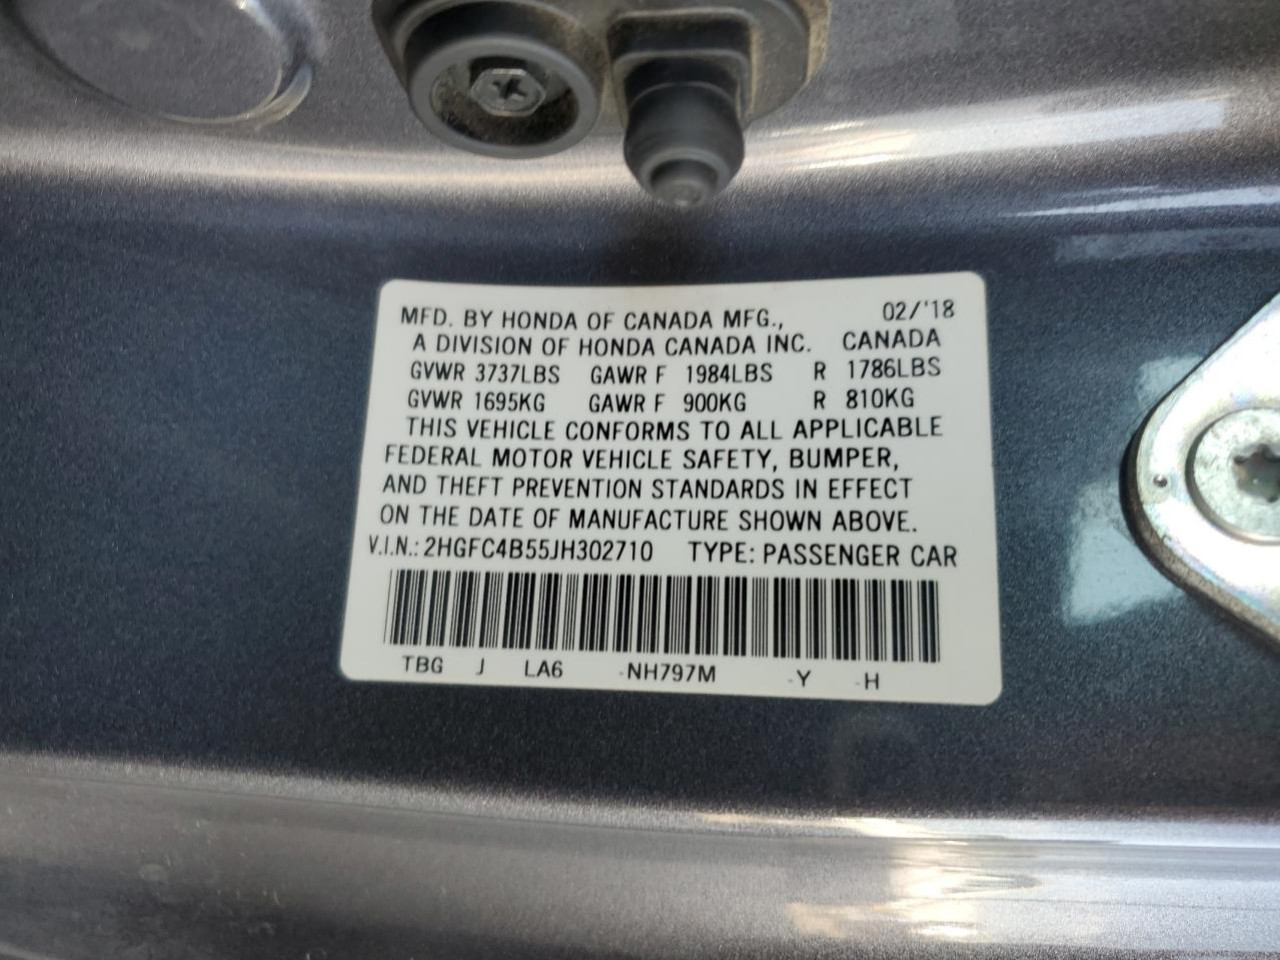 MFD. BY HONDA OF CANADA MFG., 02/'18
A DIVISION OF HONDA CANADA INC. CANADA
GVWR 3737LBS GAWR F 1984LBS R 1786LBS
GVWR 1695KG GAWR F 900KG R 810KG
THIS VEHICLE CONFORMS TO ALL APPLICABLE
FEDERAL MOTOR VEHICLE SAFETY, BUMPER,
AND THEFT PREVENTION STANDARDS IN EFFECT
ON THE DATE OF MANUFACTURE SHOWN ABOVE.
V.I.N.: 2HGFC4B55JH302710 TYPE: PASSENGER CAR
TBG J LA6 -NH797M -Y -H